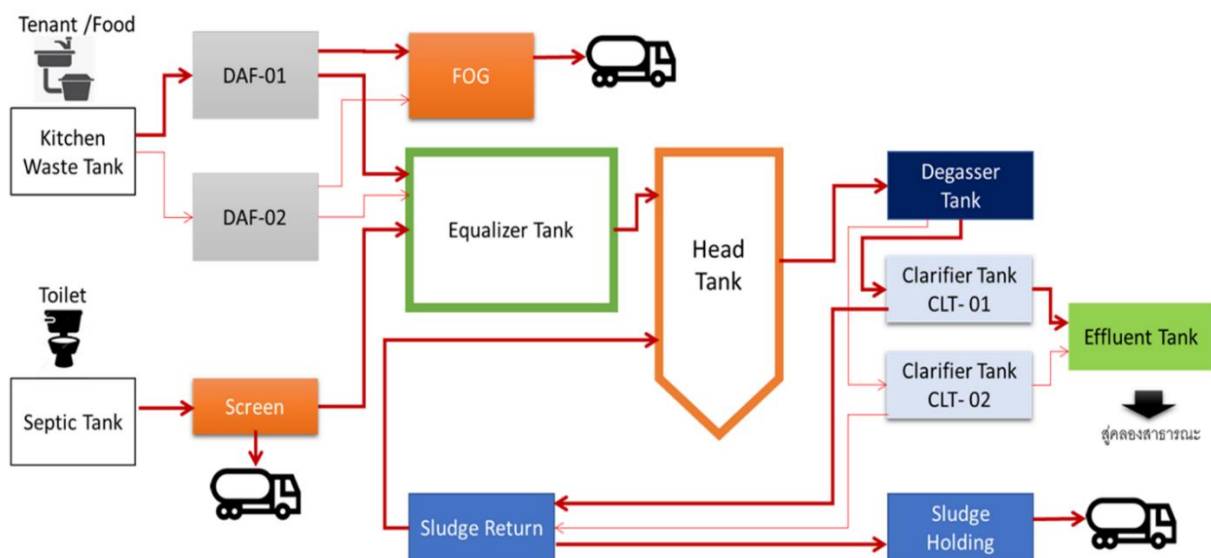 Tenant /Food
Kitchen
Waste Tank
DAF-01
DAF-02
FOG
Equalizer Tank
Head
Tank
Degasser
Tank
Clarifier Tank
CLT- 01
Clarifier Tank
CLT- 02
Effluent Tank
สู่คลองสาธารณะ
Toilet
Septic Tank
Screen
Sludge Return
Sludge
Holding